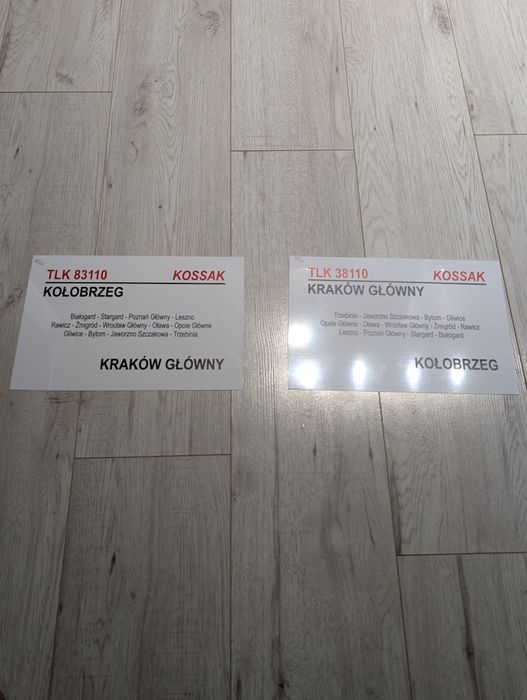 TLK 83110 KOSSAK
KOŁOBRZEG
Białogard - Stargard - Poznań Główny - Leszno
Rawicz - Żmigród - Wrocław Główny - Oława - Opole Główne
Gliwice - Bytom - Jaworzno Szczakowa - Trzebinia
KRAKÓW GŁÓWNY
TLK 38110 KOSSAK
KRAKÓW GŁÓWNY
Trzebinia - Jaworzno Szczakowa - Bytom - Gliwice
Opole Główne - Oława - Wrocław Główny - Żmigród - Rawicz
Leszno - Poznań Główny - Stargard - Białogard
KOŁOBRZEG